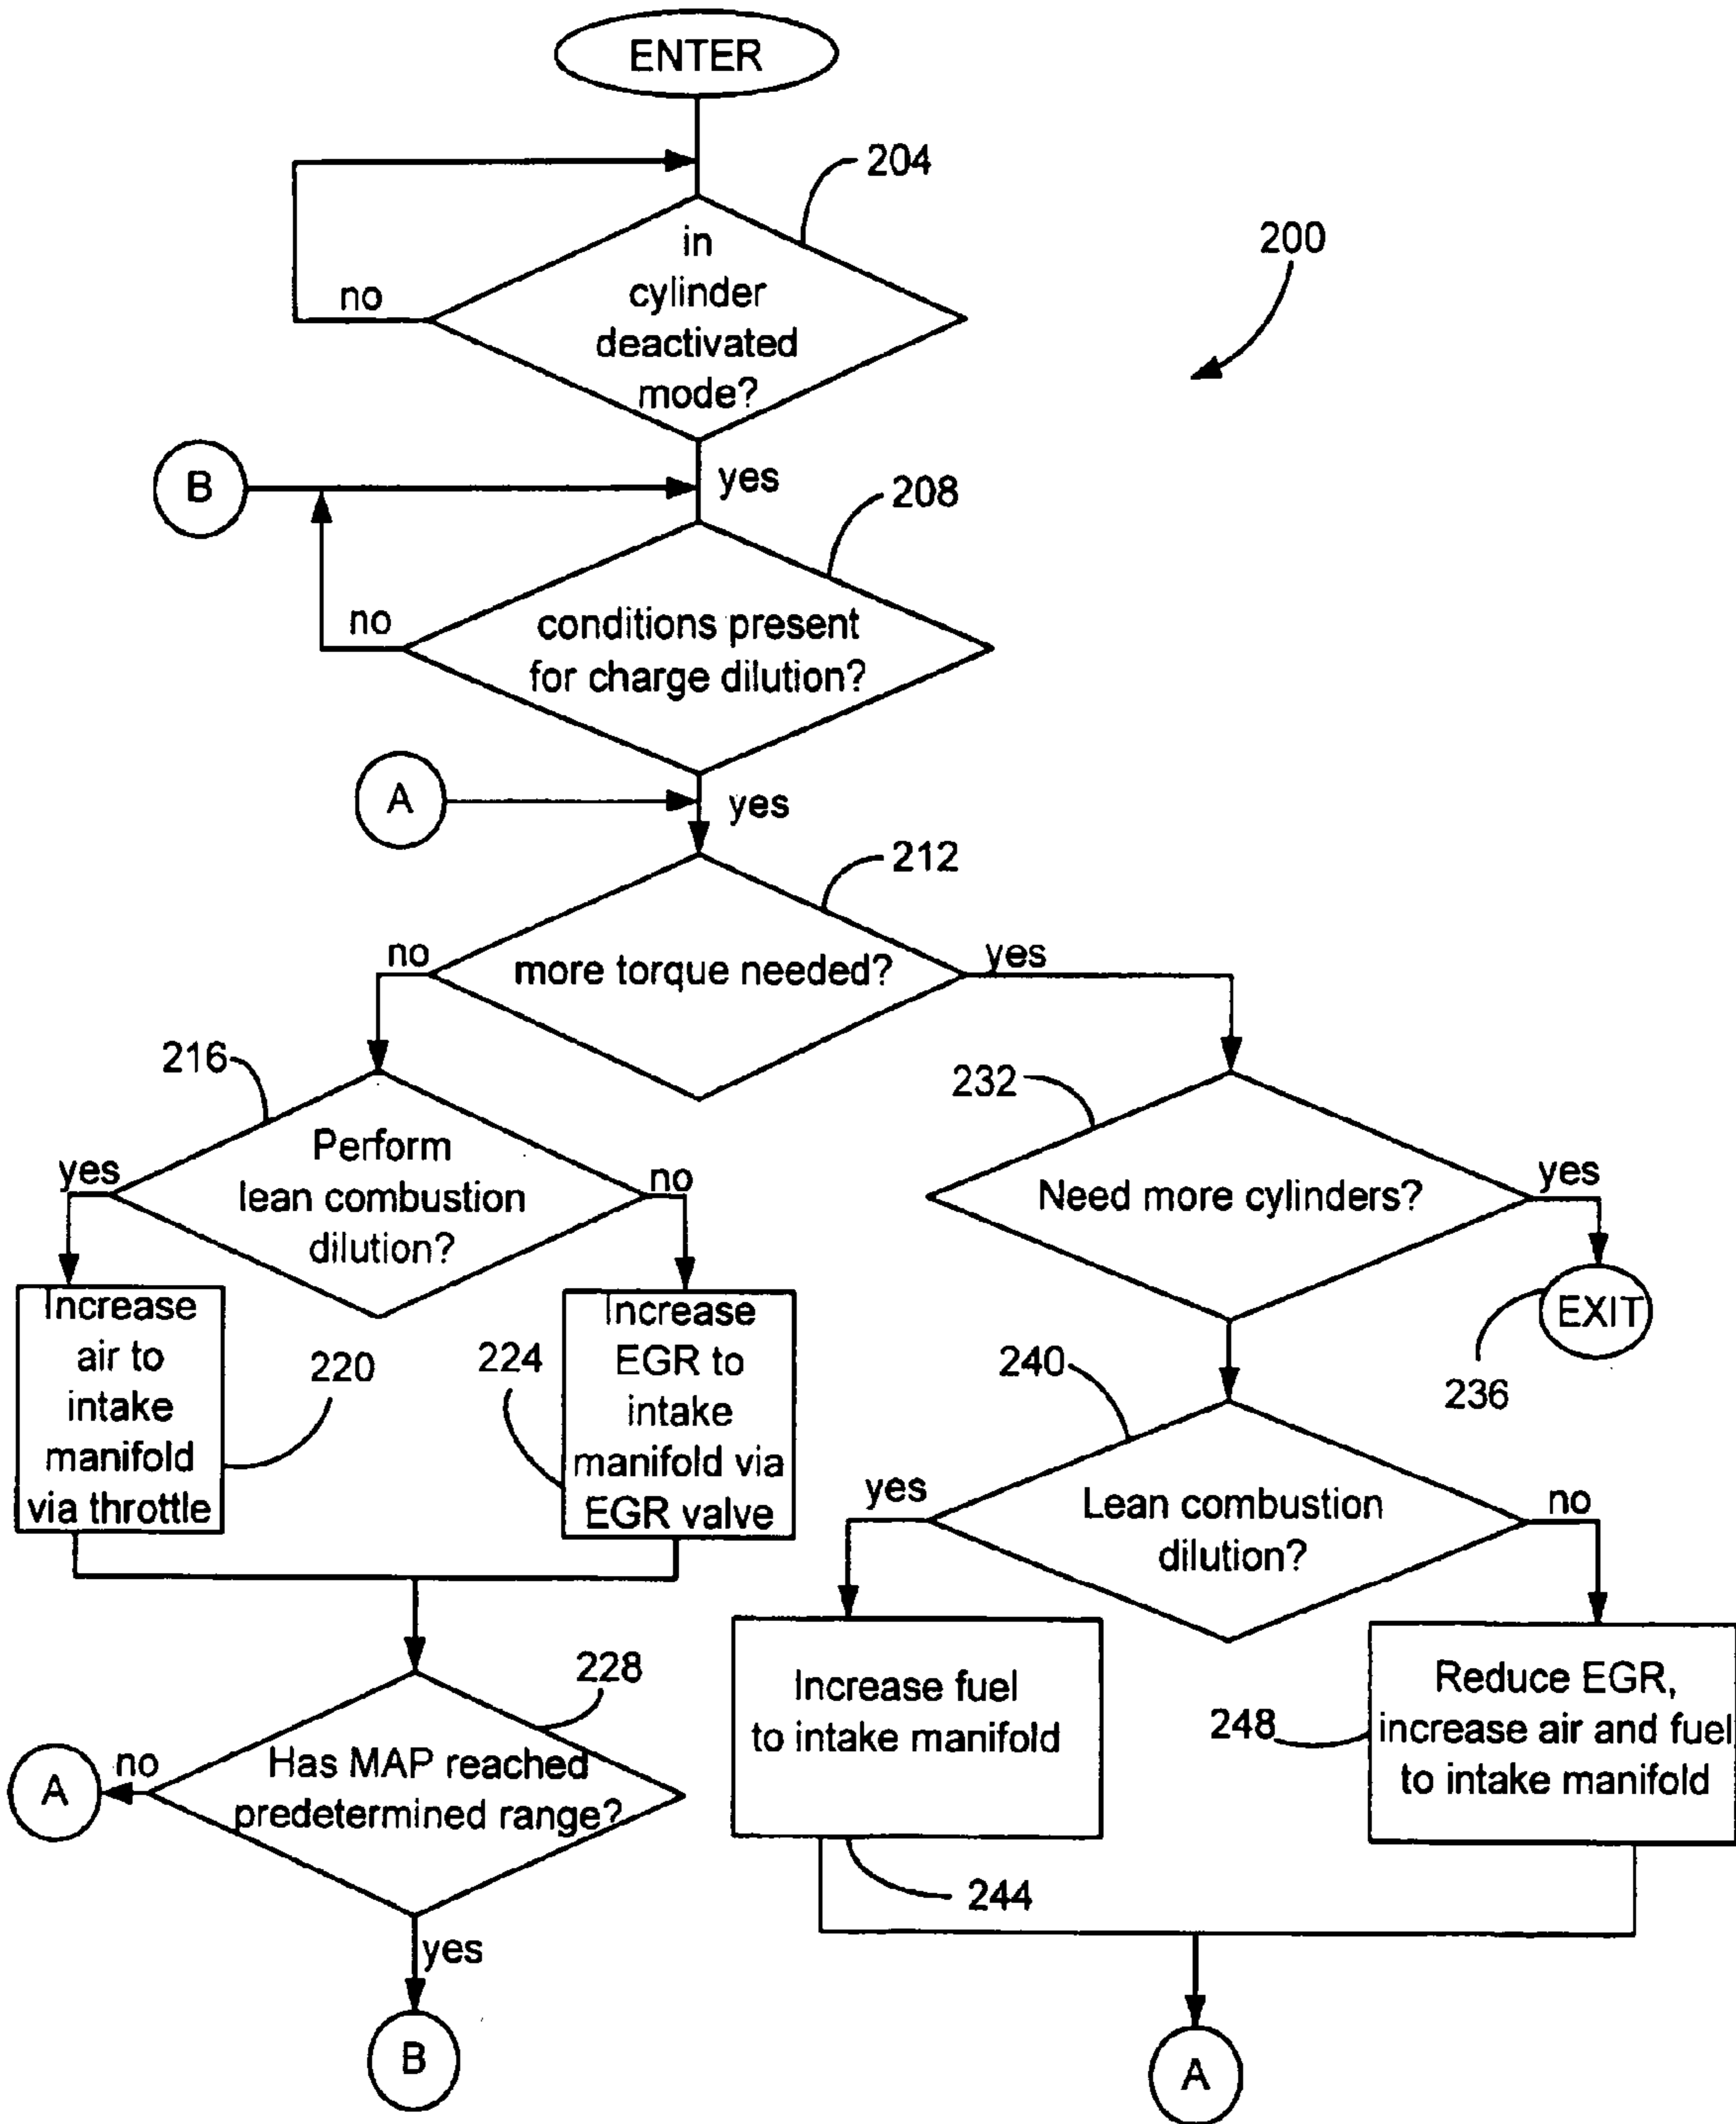 ENTER
204
in
cylinder
deactivated
mode?
no
200
B
yes
208
conditions present
for charge dilution?
no
A
yes
212
more torque needed?
no
yes
216
Perform
lean combustion
dilution?
yes
no
232
Need more cylinders?
yes
Increase
air to
intake
manifold
via throttle
220
224
Increase
EGR to
intake
manifold via
EGR valve
EXIT
236
240
Lean combustion
dilution?
yes
no
228
Has MAP reached
predetermined range?
no
A
yes
B
Increase fuel
to intake manifold
244
248
Reduce EGR,
increase air and fuel
to intake manifold
A